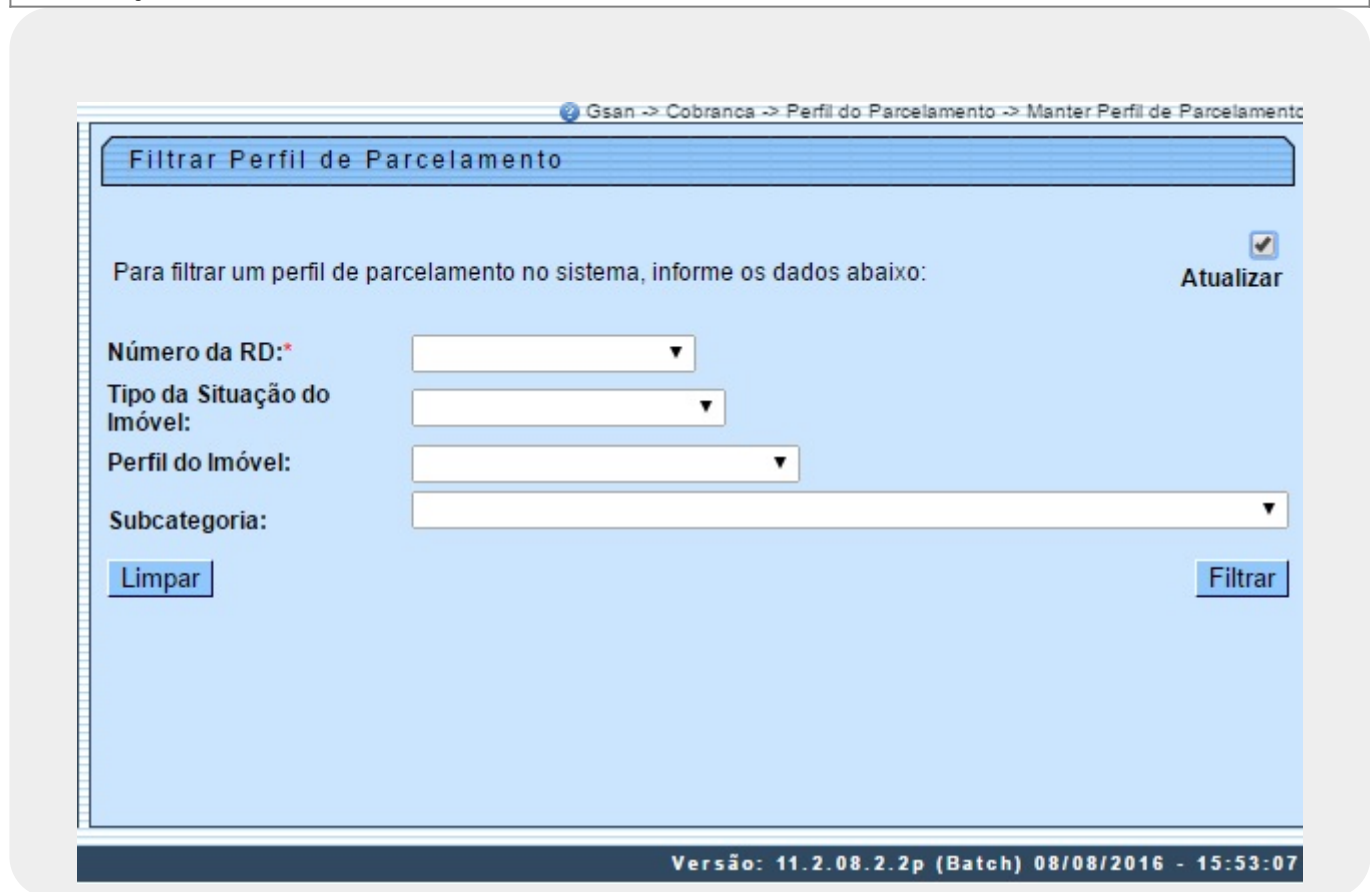 Gsan -> Cobranca -> Perfil do Parcelamento -> Manter Perfil de Parcelamento
Filtrar Perfil de Parcelamento
Para filtrar um perfil de parcelamento no sistema, informe os dados abaixo:
Atualizar
Número da RD:*
Tipo da Situação do
Imóvel:
Perfil do Imóvel:
Subcategoria:
Limpar
Filtrar
Versão: 11.2.08.2.2p (Batch) 08/08/2016 - 15:53:07